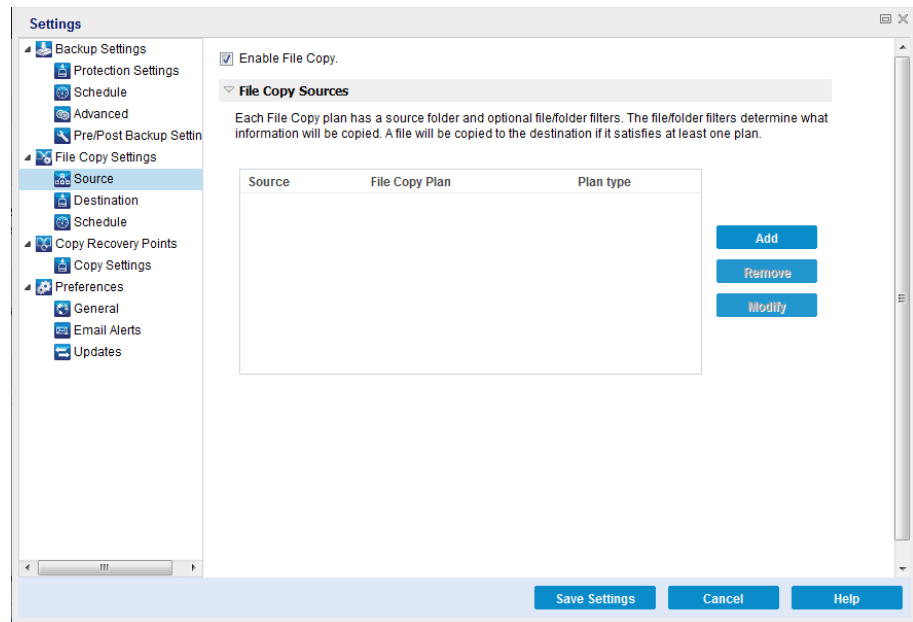 Settings
Backup Settings
Protection Settings
Schedule
Advanced
Pre/Post Backup Settin
File Copy Settings
Source
Destination
Schedule
Copy Recovery Points
Copy Settings
Preferences
General
Email Alerts
Updates
Enable File Copy.
File Copy Sources
Each File Copy plan has a source folder and optional file/folder filters. The file/folder filters determine what
information will be copied. A file will be copied to the destination if it satisfies at least one plan.
Source File Copy Plan Plan type
Add
Remove
Modify
Save Settings Cancel Help